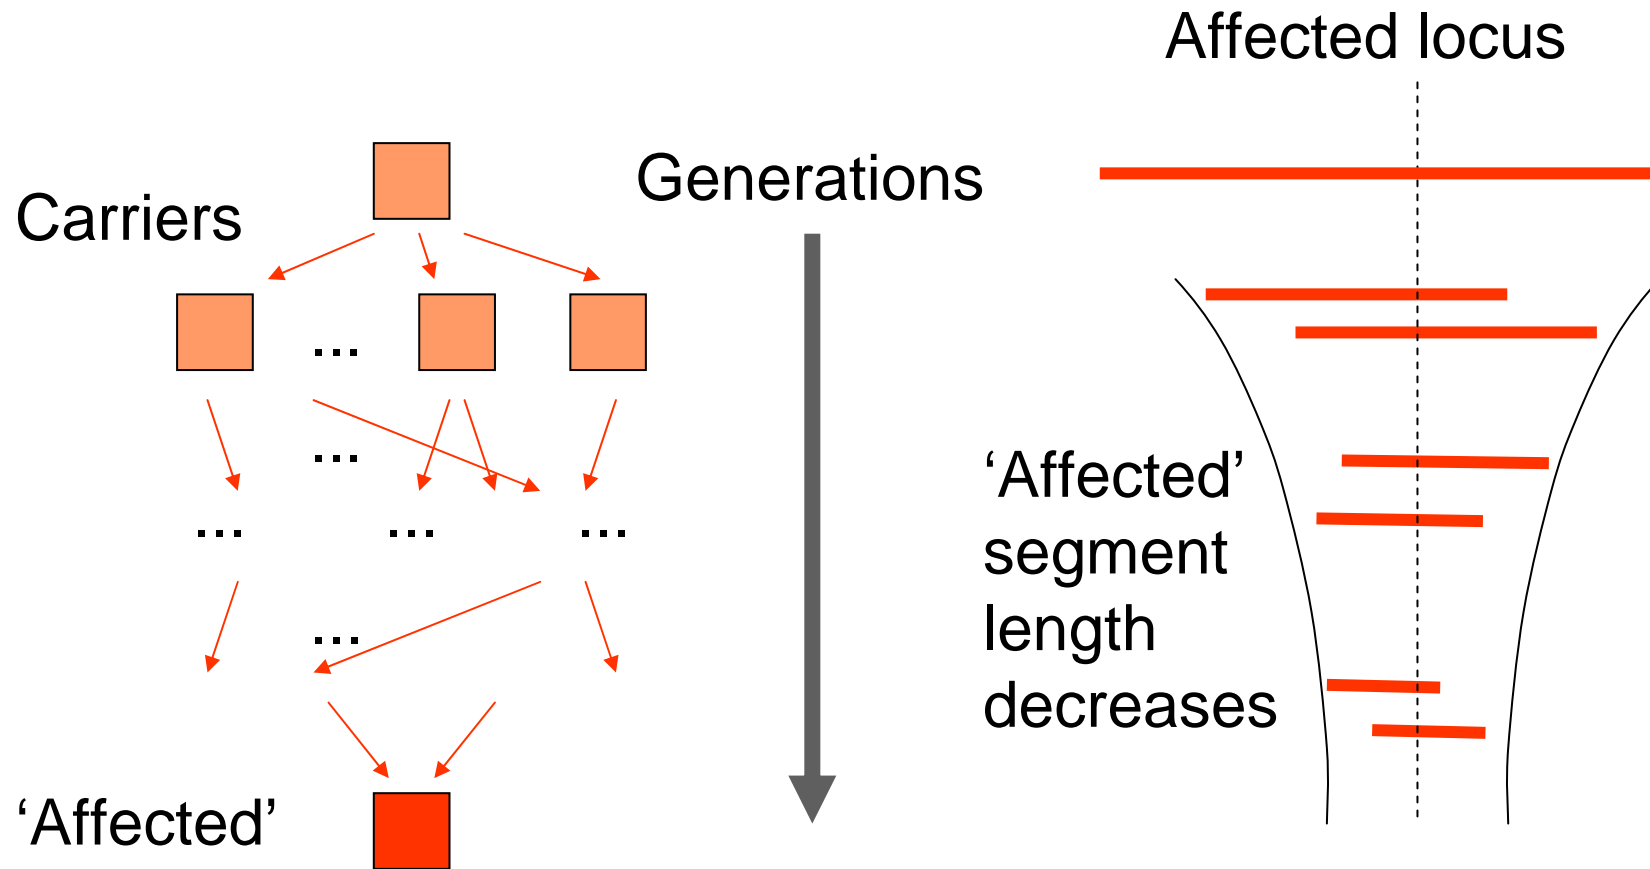 Affected locus
Generations
Carriers
...
...
... ... ...
...
‘Affected’
segment
length
decreases
‘Affected’